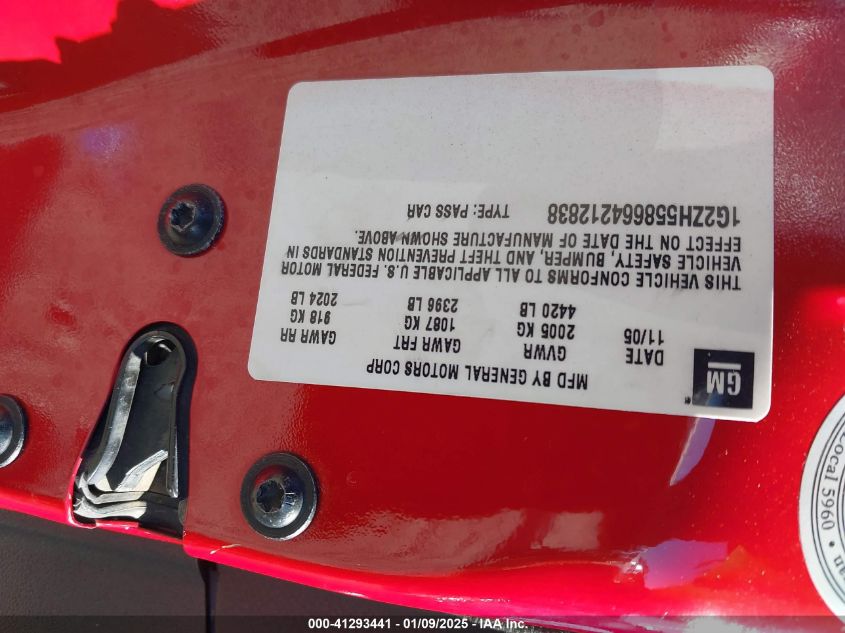 GM
MFD BY GENERAL MOTORS CORP
DATE GVWR GAWR FRT GAWR RR
11/05 2005 KG 1087 KG 918 KG
4420 LB 2396 LB 2024 LB
THIS VEHICLE CONFORMS TO ALL APPLICABLE U.S. FEDERAL MOTOR
VEHICLE SAFETY, BUMPER, AND THEFT PREVENTION STANDARDS IN
EFFECT ON THE DATE OF MANUFACTURE SHOWN ABOVE.
1G2ZH558664212838 TYPE: PASS CAR
Local 5960
000-41293441 - 01/09/2025 - IAA Inc.